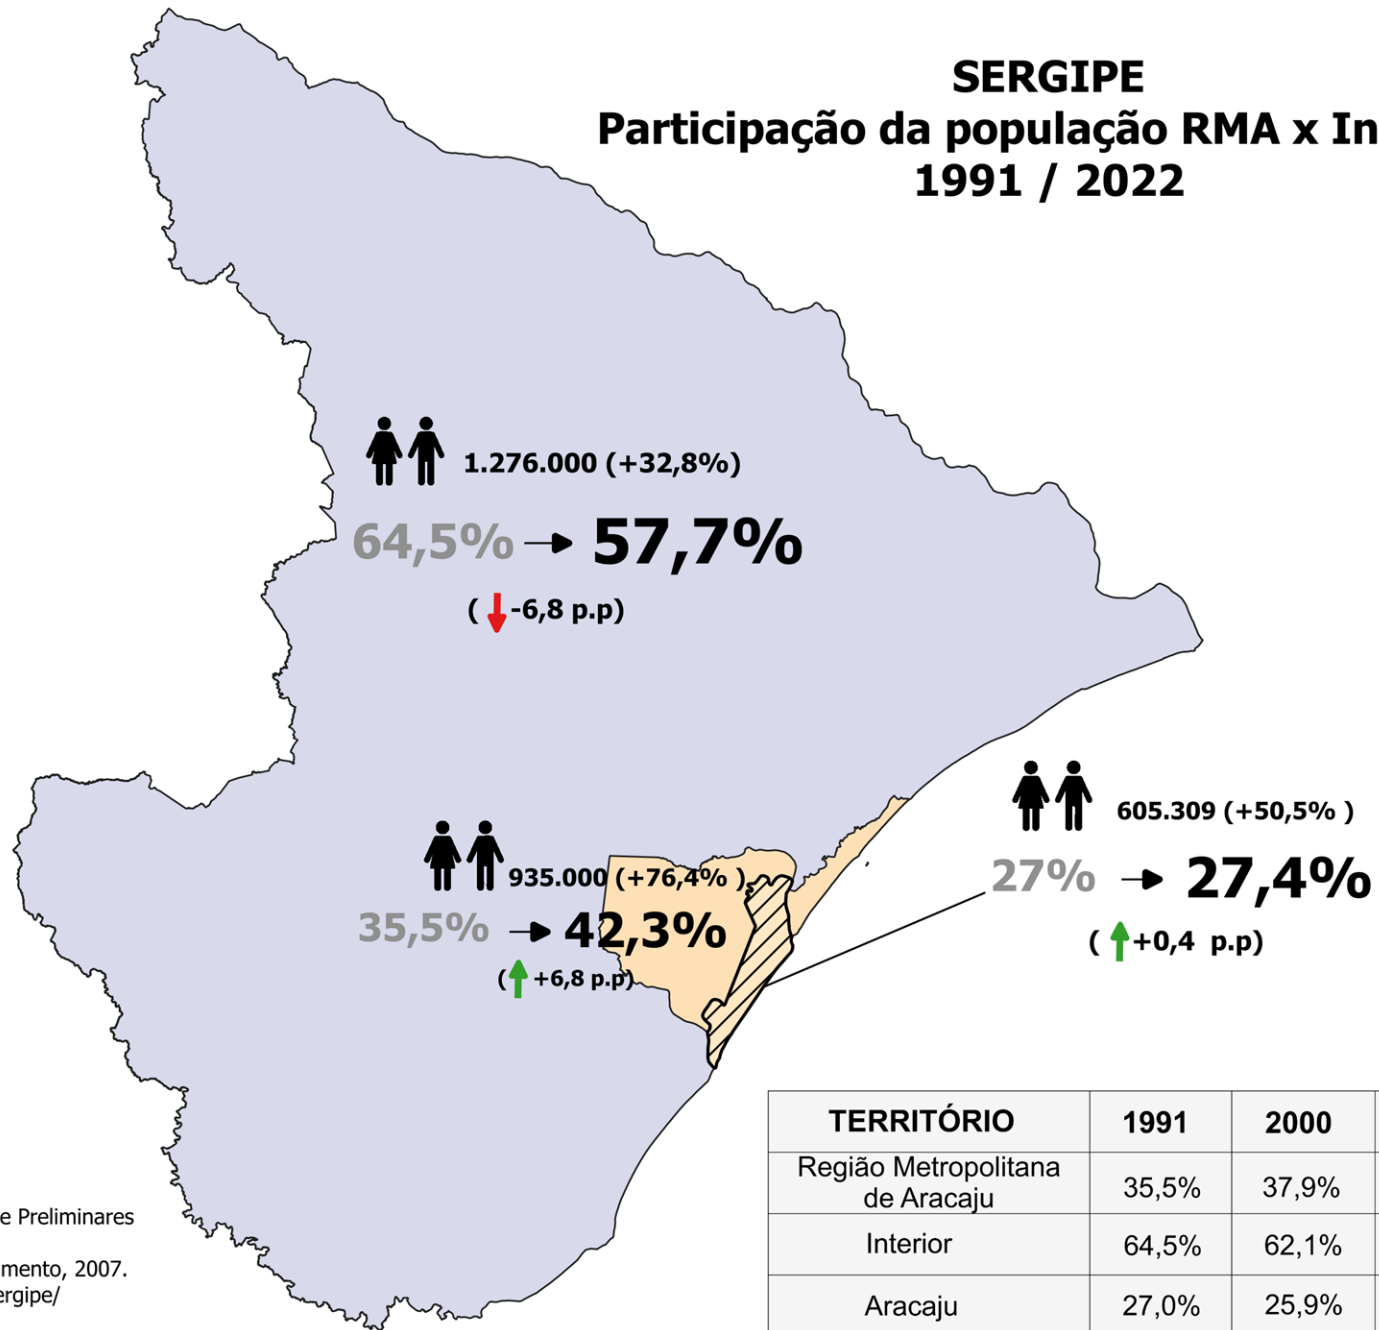 SERGIPE
Participação da população RMA x In
1991 / 2022
1.276.000 (+32,8%)
64,5% 57,7%
( -6,8 p.p)
605.309 (+50,5% )
27% 27,4%
( +0,4 p.p)
935.000 (+76,4% )
35,5% 42,3%
( +6,8 p.p)
TERRITÓRIO 1991 2000
Região Metropolitana
de Aracaju 35,5% 37,9%
Interior 64,5% 62,1%
Aracaju 27,0% 25,9%
e Preliminares
mento, 2007.
ergipe/